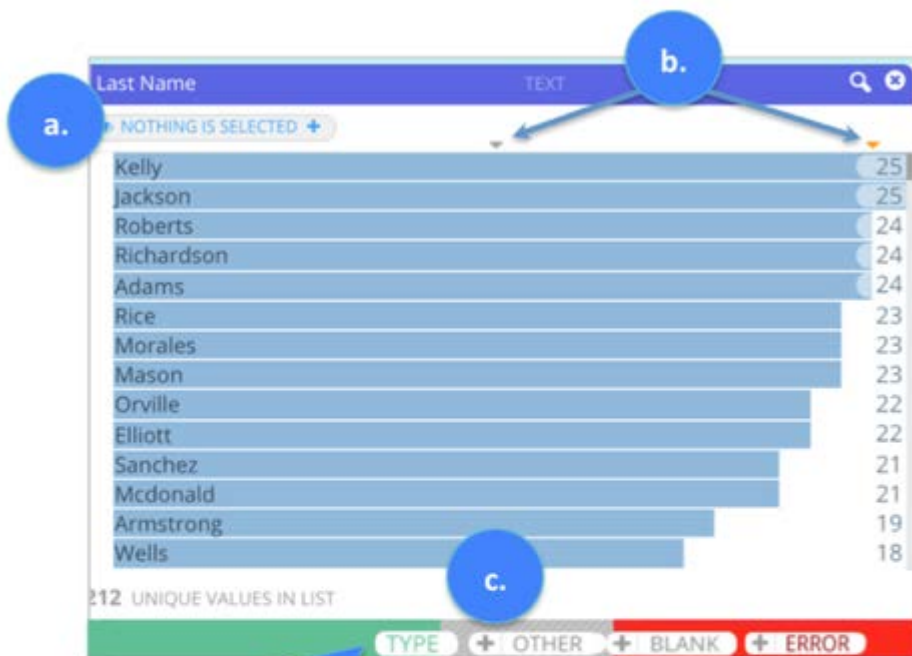 b.
Last Name TEXT
a.
NOTHING IS SELECTED +
Kelly 25
Jackson 25
Roberts 24
Richardson 24
Adams 24
Rice 23
Morales 23
Mason 23
Orville 22
Elliott 22
Sanchez 21
Mcdonald 21
Armstrong 19
Wells 18
c.
212 UNIQUE VALUES IN LIST
TYPE + OTHER + BLANK + ERROR